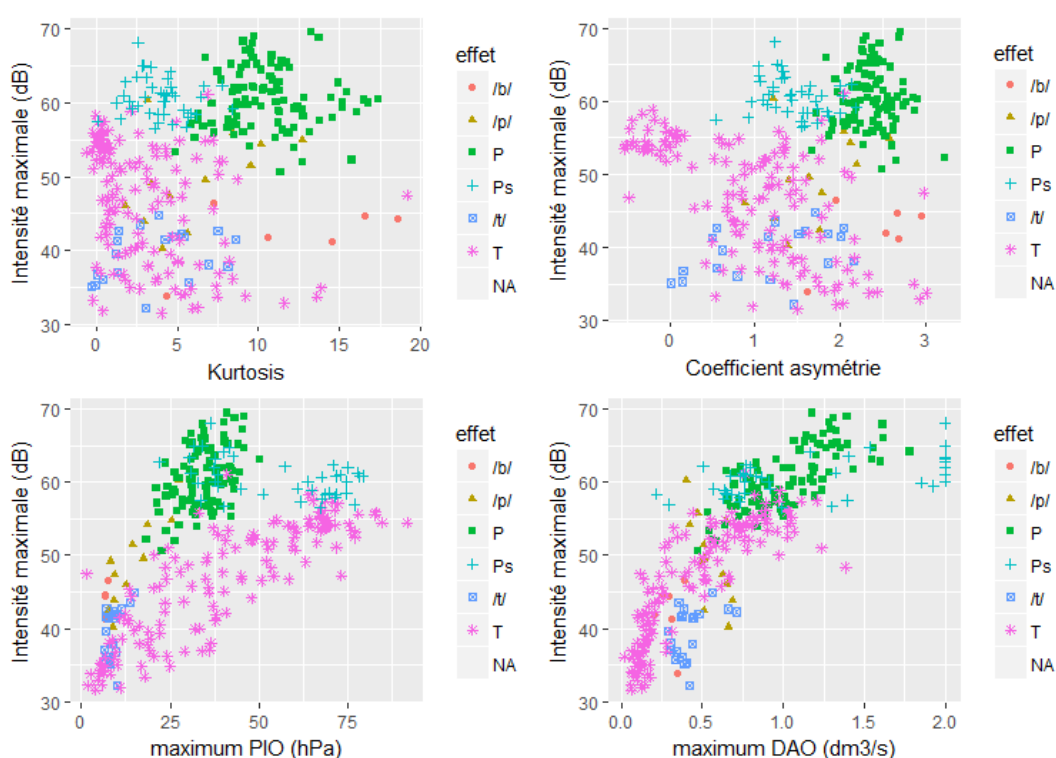 Intensité maximale (dB)
70
60
50
40
30
0
5
10
15
20
Kurtosis
effet
/b/
/p/
P
Ps
/t/
T
NA
Intensité maximale (dB)
70
60
50
40
30
0
1
2
3
Coefficient asymétrie
effet
/b/
/p/
P
Ps
/t/
T
NA
Intensité maximale (dB)
70
60
50
40
30
0
25
50
75
maximum PIO (hPa)
effet
/b/
/p/
P
Ps
/t/
T
NA
Intensité maximale (dB)
70
60
50
40
30
0.0
0.5
1.0
1.5
2.0
maximum DAO (dm3/s)
effet
/b/
/p/
P
Ps
/t/
T
NA